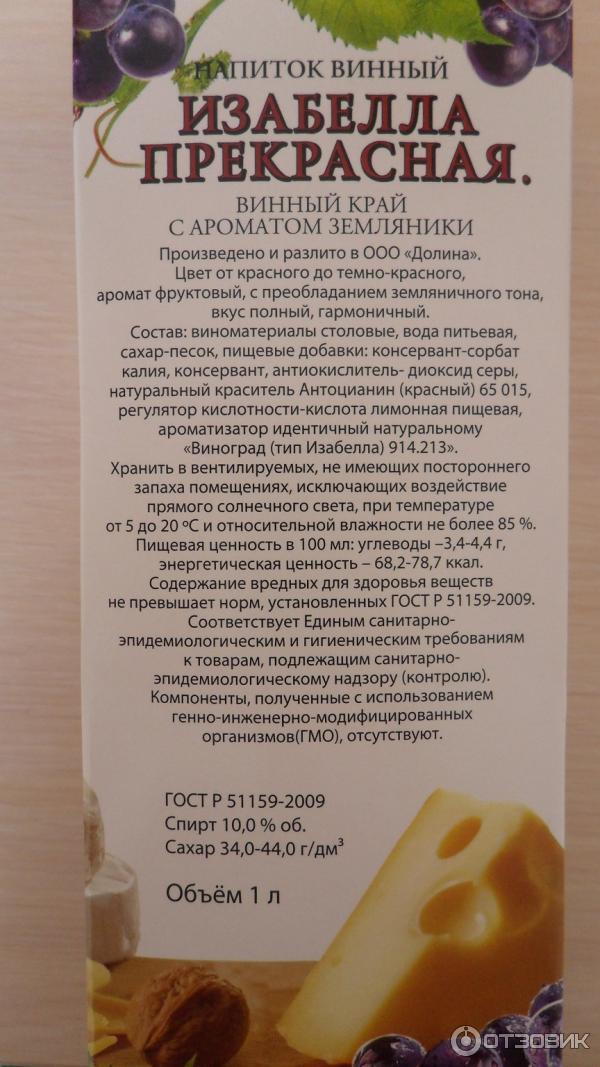 НАПИТОК ВИННЫЙ
ИЗАБЕЛЛА
ПРЕКРАСНАЯ.
ВИННЫЙ КРАЙ
С АРОМАТОМ ЗЕМЛЯНИКИ
Произведено и разлито в ООО «Долина».
Цвет от красного до темно-красного,
аромат фруктовый, с преобладанием земляничного тона,
вкус полный, гармоничный.
Состав: виноматериалы столовые, вода питьевая,
сахар-песок, пищевые добавки: консервант-сорбат
калия, консервант, антиокислитель- диоксид серы,
натуральный краситель Антоцианин (красный) 65 015,
регулятор кислотности-кислота лимонная пищевая,
ароматизатор идентичный натуральному
«Виноград (тип Изабелла) 914.213».
Хранить в вентилируемых, не имеющих постороннего
запаха помещениях, исключающих воздействие
прямого солнечного света, при температуре
от 5 до 20 ºС и относительной влажности не более 85 %.
Пищевая ценность в 100 мл: углеводы –3,4-4,4 г,
энергетическая ценность – 68,2-78,7 ккал.
Содержание вредных для здоровья веществ
не превышает норм, установленных ГОСТ Р 51159-2009.
Соответствует Единым санитарно-
эпидемиологическим и гигиеническим требованиям
к товарам, подлежащим санитарно-
эпидемиологическому надзору (контролю).
Компоненты, полученные с использованием
генно-инженерно-модифицированных
организмов(ГМО), отсутствуют.
ГОСТ Р 51159-2009
Спирт 10,0 % об.
Сахар 34,0-44,0 г/дм³
Объём 1 л
ОТЗОВИК